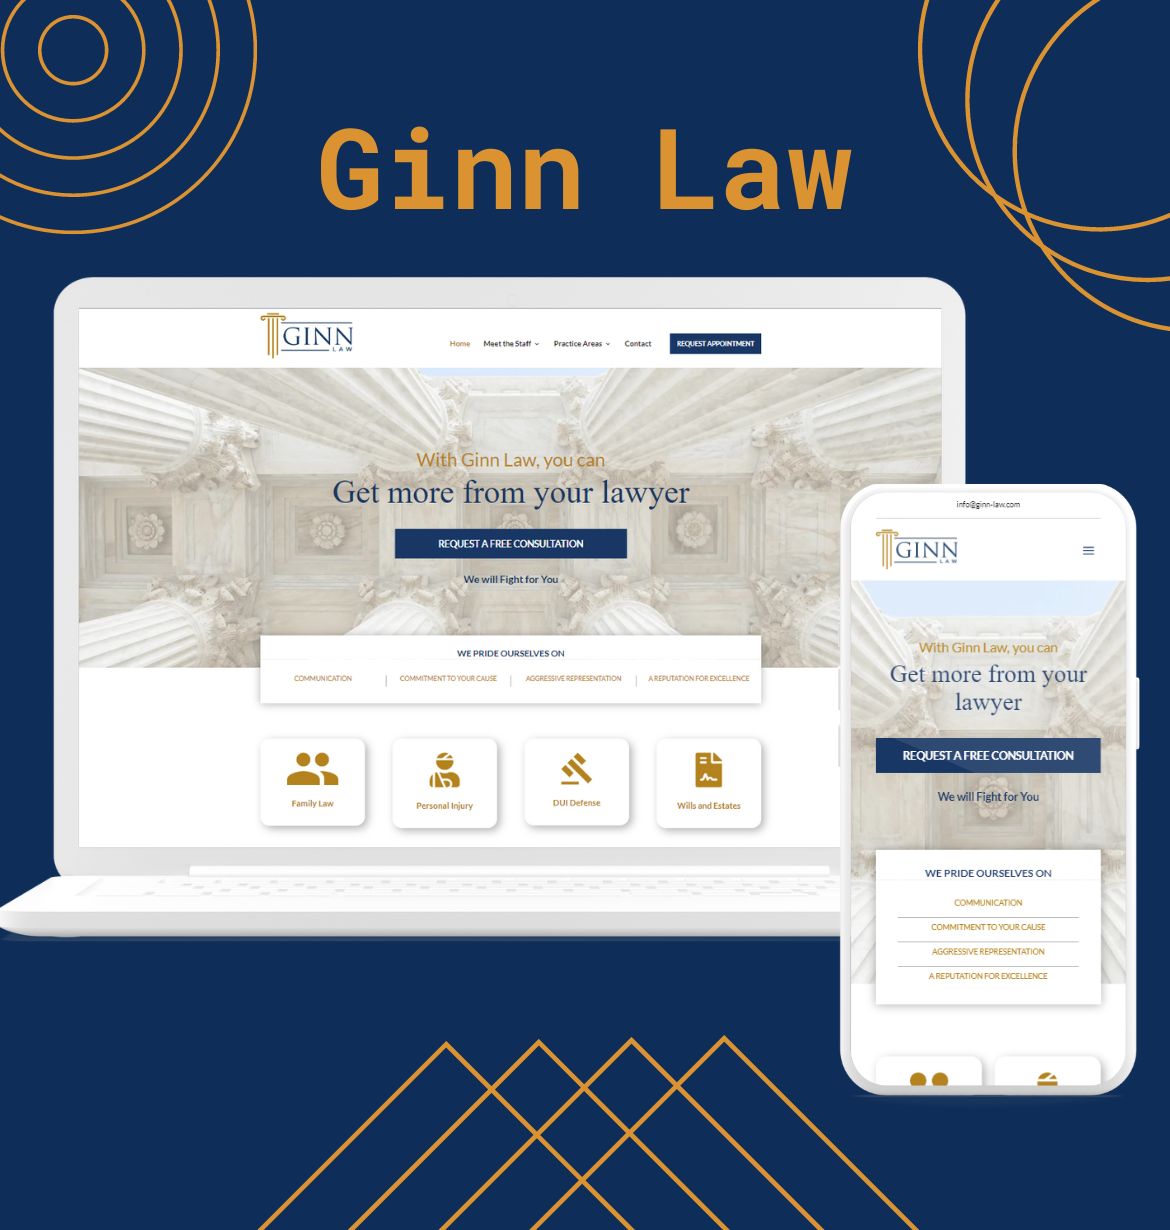 Ginn Law
GINN
LAW
Home Meet the Staff Practice Areas Contact REQUEST APPOINTMENT
With Ginn Law, you can
Get more from your lawyer
REQUEST A FREE CONSULTATION
We will Fight for You
WE PRIDE OURSELVES ON
COMMUNICATION COMMITMENT TO YOUR CAUSE AGGRESSIVE REPRESENTATION A REPUTATION FOR EXCELLENCE
Family Law Personal Injury DUI Defense Wills and Estates
info@ginn-law.com
GINN
LAW
With Ginn Law, you can
Get more from your
lawyer
REQUEST A FREE CONSULTATION
We will Fight for You
WE PRIDE OURSELVES ON
COMMUNICATION
COMMITMENT TO YOUR CAUSE
AGGRESSIVE REPRESENTATION
A REPUTATION FOR EXCELLENCE